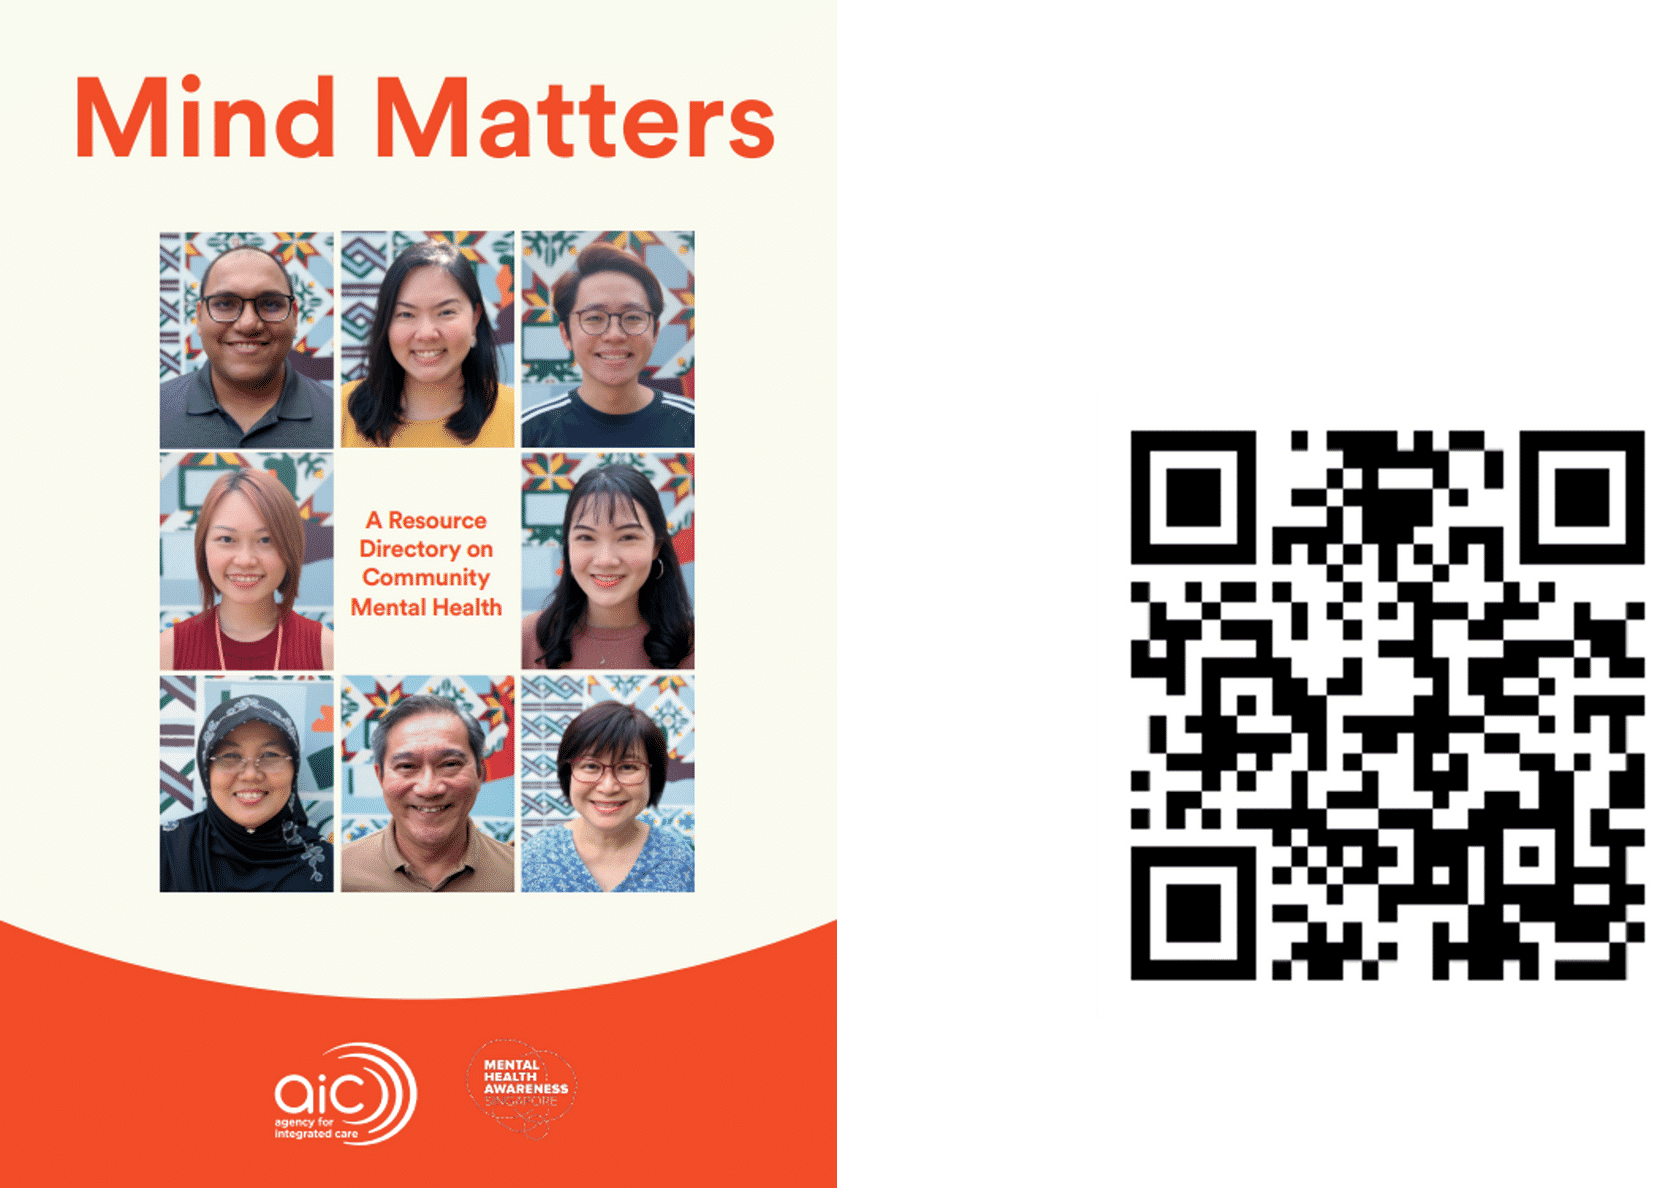 Mind Matters
A Resource
Directory on
Community
Mental Health
aic
agency for
integrated care
MENTAL
HEALTH
AWARENESS
SINGAPORE